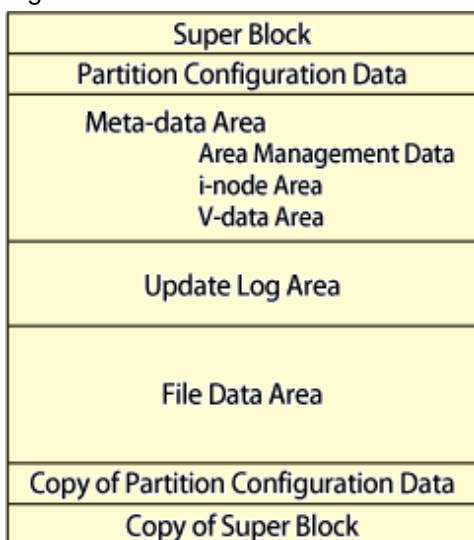 Super Block
Partition Configuration Data
Meta-data Area
Area Management Data
i-node Area
V-data Area
Update Log Area
File Data Area
Copy of Partition Configuration Data
Copy of Super Block